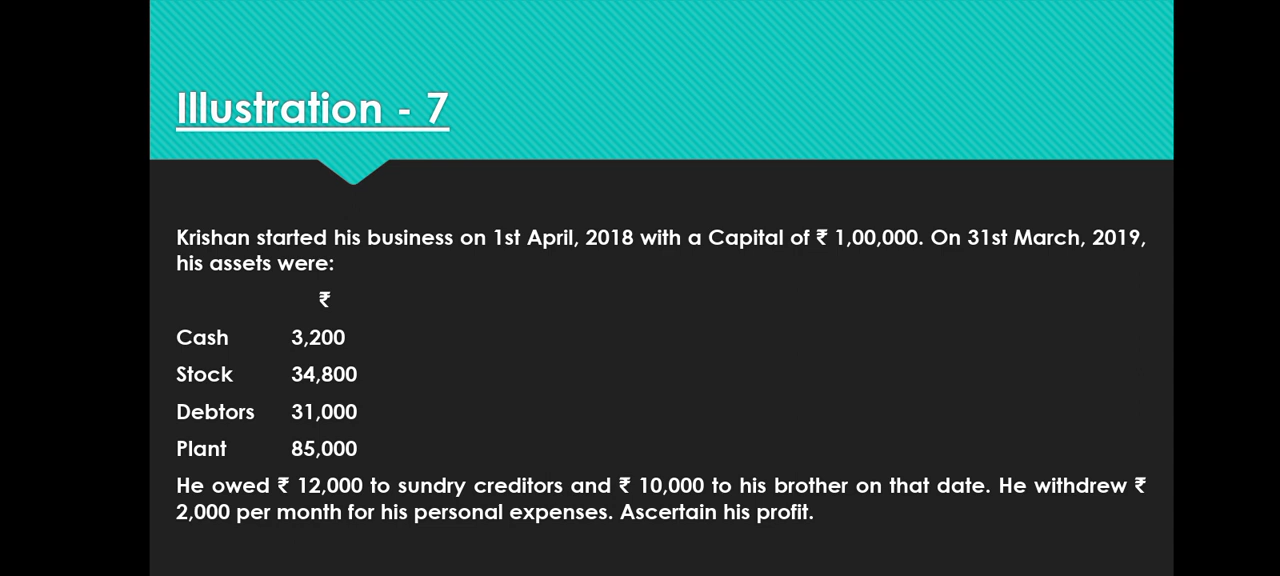 Illustration - 7
Krishan started his business on 1st April, 2018 with a Capital of ₹ 1,00,000. On 31st March, 2019,
his assets were:
₹
Cash 3,200
Stock 34,800
Debtors 31,000
Plant 85,000
He owed ₹ 12,000 to sundry creditors and ₹ 10,000 to his brother on that date. He withdrew ₹
2,000 per month for his personal expenses. Ascertain his profit.